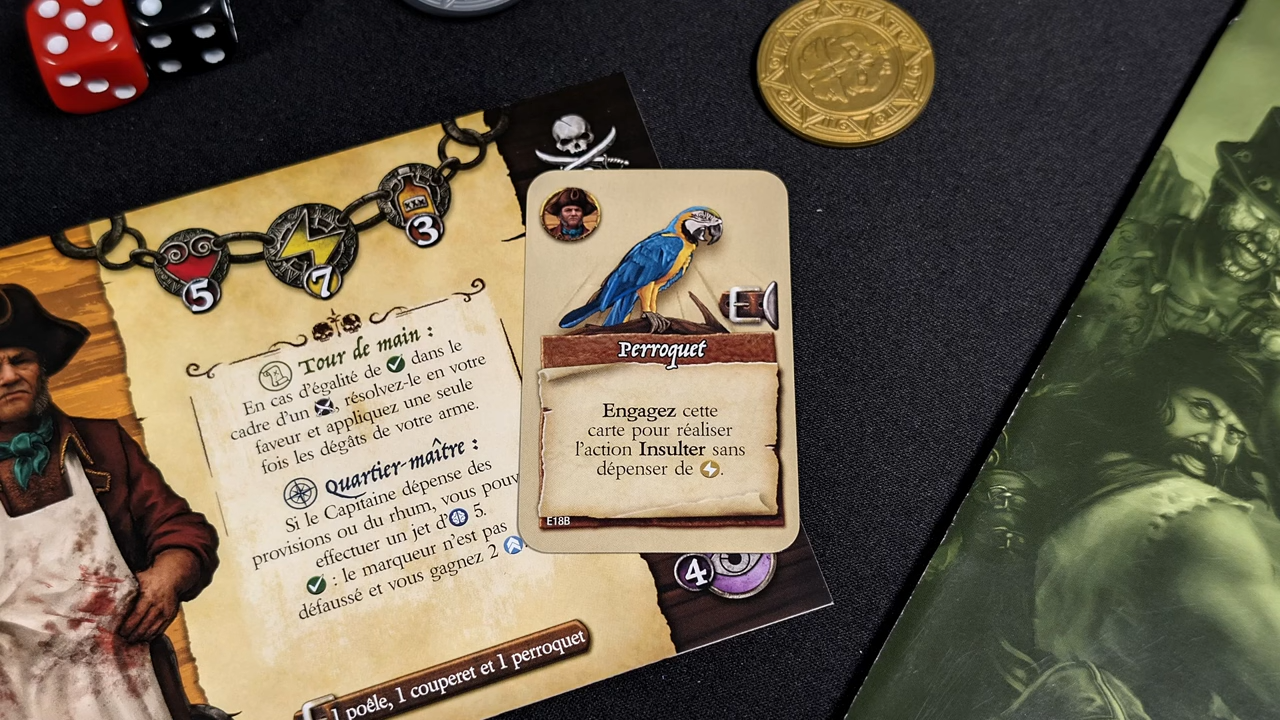 5
7
3
Tour de main :
En cas d'égalité de dans le
cadre d'un , résolvez-le en votre
faveur et appliquez une seule
fois les dégâts de votre arme.
Quartier-maître :
Si le Capitaine dépense des
provisions ou du rhum, vous
effectuer un jet d' 5.
: le marqueur n'est pas
défaussé et vous gagnez 2
1 poêle, 1 couperet et 1 perroquet
4
Perroquet
Engagez cette
carte pour réaliser
l'action Insulter sans
dépenser de .
E18B